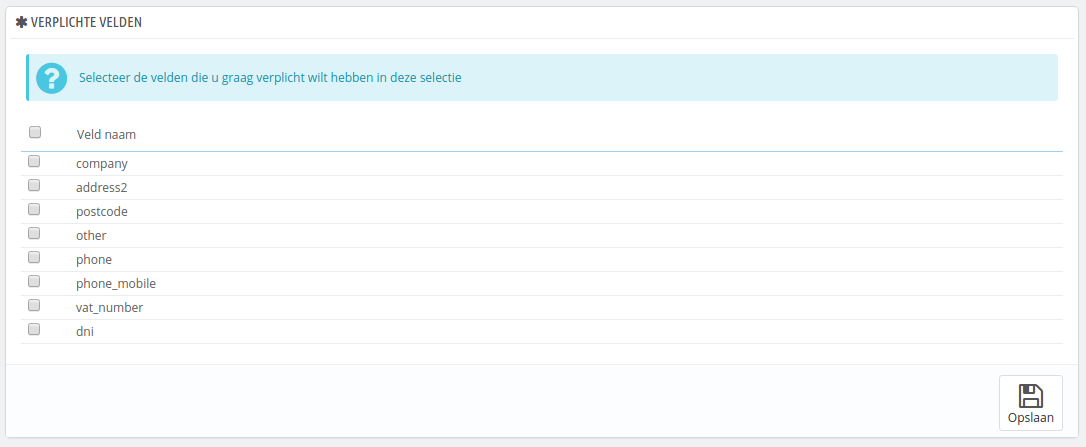 VERPLICHTE VELDEN
Selecteer de velden die u graag verplicht wilt hebben in deze selectie
Veld naam
company
address2
postcode
other
phone
phone_mobile
vat_number
dni
Opslaan